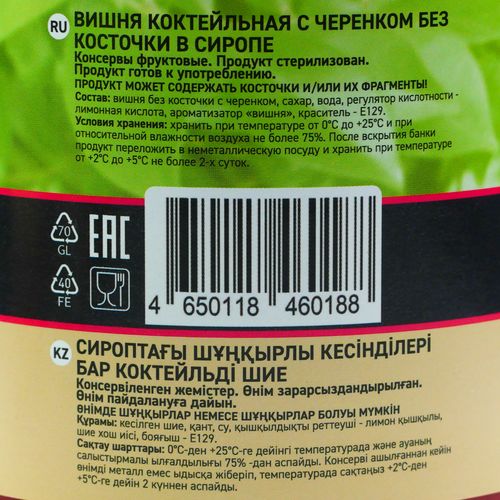 RU ВИШНЯ КОКТЕЙЛЬНАЯ С ЧЕРЕНКОМ БЕЗ
КОСТОЧКИ В СИРОПЕ
Консервы фруктовые. Продукт стерилизован.
Продукт готов к употреблению.
ПРОДУКТ МОЖЕТ СОДЕРЖАТЬ КОСТОЧКИ И/ИЛИ ИХ ФРАГМЕНТЫ!
Состав: вишня без косточки с черенком, сахар, вода, регулятор кислотности -
лимонная кислота, ароматизатор «вишня», краситель - Е129.
Условия хранения: хранить при температуре от 0°С до +25°С и при
относительной влажности воздуха не более 75%. После вскрытия банки
продукт переложить в неметаллическую посуду и хранить при температуре
от +2°С до +5°С не более 2-х суток.
70
GL
EAC
40
FE
4 650118 460188
KZ СИРОПТАҒЫ ШҰҢҚЫРЛЫ КЕСІНДІЛЕРІ
БАР КОКТЕЙЛЬДІ ШИЕ
Консервіленген жемістер. Өнім зарарсыздандырылған.
Өнім пайдалануға дайын.
ӨНІМДЕ ШҰҢҚЫРЛАР НЕМЕСЕ ШҰҢҚЫРЛАР БОЛУЫ МҮМКІН
Құрамы: кесілген шие, қант, су, қышқылдықты реттеуші - лимон қышқылы,
шие хош иісі, бояғыш - Е129.
Сақтау шарттары: 0°С-ден +25°С-ге дейінгі температурада және ауаның
салыстырмалы ылғалдылығы 75% -дан аспайды. Консерві ашылғаннан кейін
өнімді металл емес ыдысқа жіберіп, температурада сақтаңыз +2°С-ден
+5°С дейін 2 күннен аспайды.